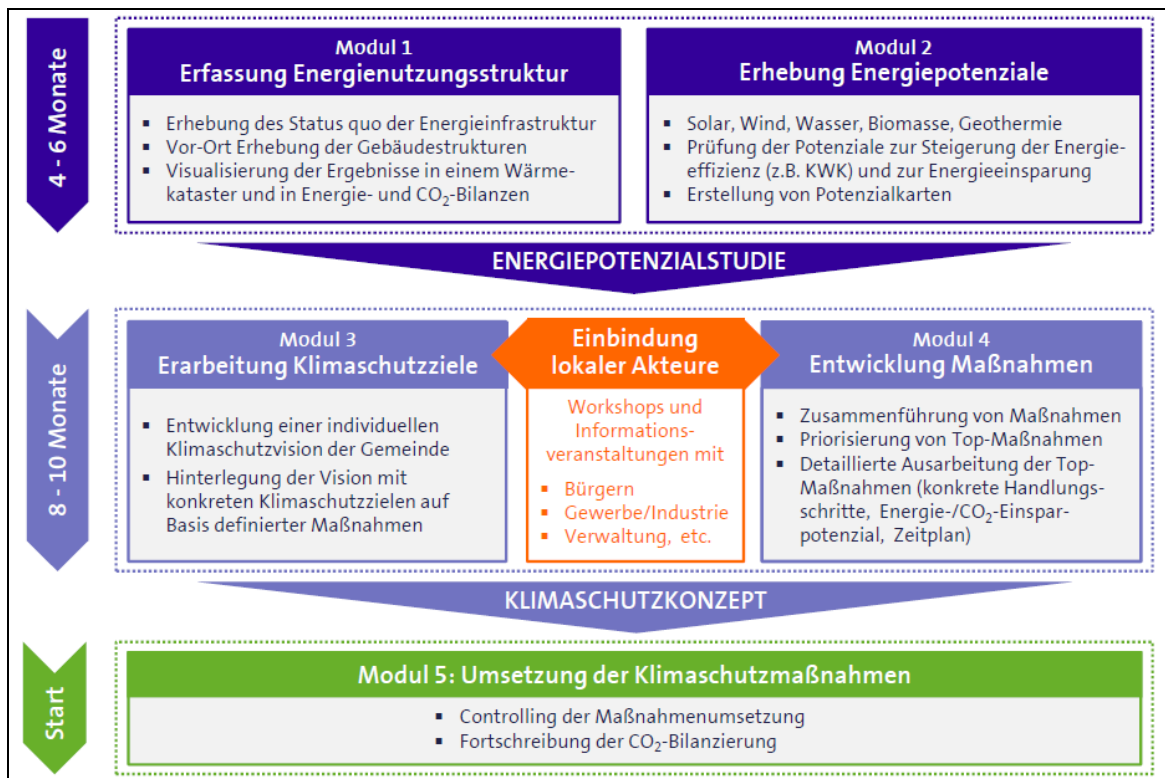 4 - 6 Monate
Modul 1
Erfassung Energienutzungsstruktur
▪ Erhebung des Status quo der Energieinfrastruktur
▪ Vor-Ort Erhebung der Gebäudestrukturen
▪ Visualisierung der Ergebnisse in einem Wärme-
kataster und in Energie- und CO₂-Bilanzen
Modul 2
Erhebung Energiepotenziale
▪ Solar, Wind, Wasser, Biomasse, Geothermie
▪ Prüfung der Potenziale zur Steigerung der Energie-
effizienz (z.B. KWK) und zur Energieeinsparung
▪ Erstellung von Potenzialkarten
ENERGIEPOTENZIALSTUDIE
8 - 10 Monate
Modul 3
Erarbeitung Klimaschutzziele
▪ Entwicklung einer individuellen
Klimaschutzvision der Gemeinde
▪ Hinterlegung der Vision mit
konkreten Klimaschutzzielen auf
Basis definierter Maßnahmen
Einbindung
lokaler Akteure
Workshops und
Informations-
veranstaltungen mit
▪ Bürgern
▪ Gewerbe/Industrie
▪ Verwaltung, etc.
Modul 4
Entwicklung Maßnahmen
▪ Zusammenführung von Maßnahmen
▪ Priorisierung von Top-Maßnahmen
▪ Detaillierte Ausarbeitung der Top-
Maßnahmen (konkrete Handlungs-
schritte, Energie-/CO₂-Einspar-
potenzial, Zeitplan)
KLIMASCHUTZKONZEPT
Start
Modul 5: Umsetzung der Klimaschutzmaßnahmen
▪ Controlling der Maßnahmenumsetzung
▪ Fortschreibung der CO₂-Bilanzierung